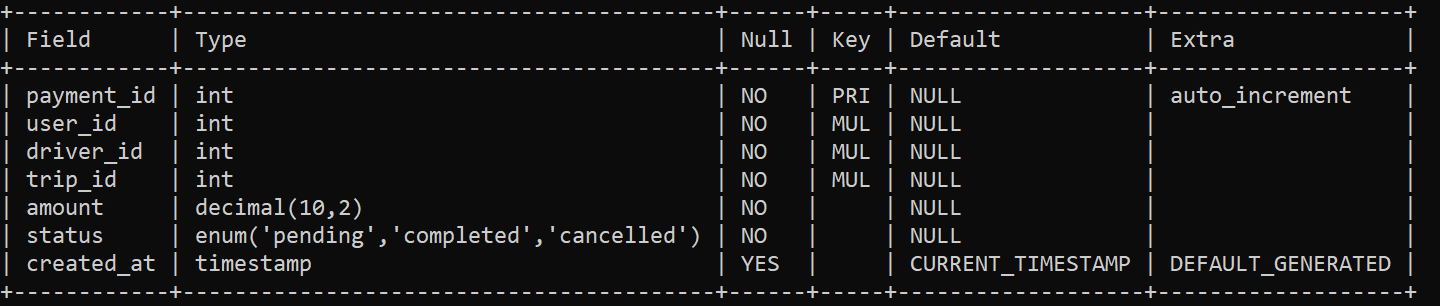 +------------+-------------------------------------------+------+-----+-------------------+-------------------+
| Field      | Type                                      | Null | Key | Default           | Extra             |
+------------+-------------------------------------------+------+-----+-------------------+-------------------+
| payment_id | int                                       | NO   | PRI | NULL              | auto_increment    |
| user_id    | int                                       | NO   | MUL | NULL              |                   |
| driver_id  | int                                       | NO   | MUL | NULL              |                   |
| trip_id    | int                                       | NO   | MUL | NULL              |                   |
| amount     | decimal(10,2)                             | NO   |     | NULL              |                   |
| status     | enum('pending','completed','cancelled') | NO   |     | NULL              |                   |
| created_at | timestamp                                 | YES  |     | CURRENT_TIMESTAMP | DEFAULT_GENERATED |
+------------+-------------------------------------------+------+-----+-------------------+-------------------+